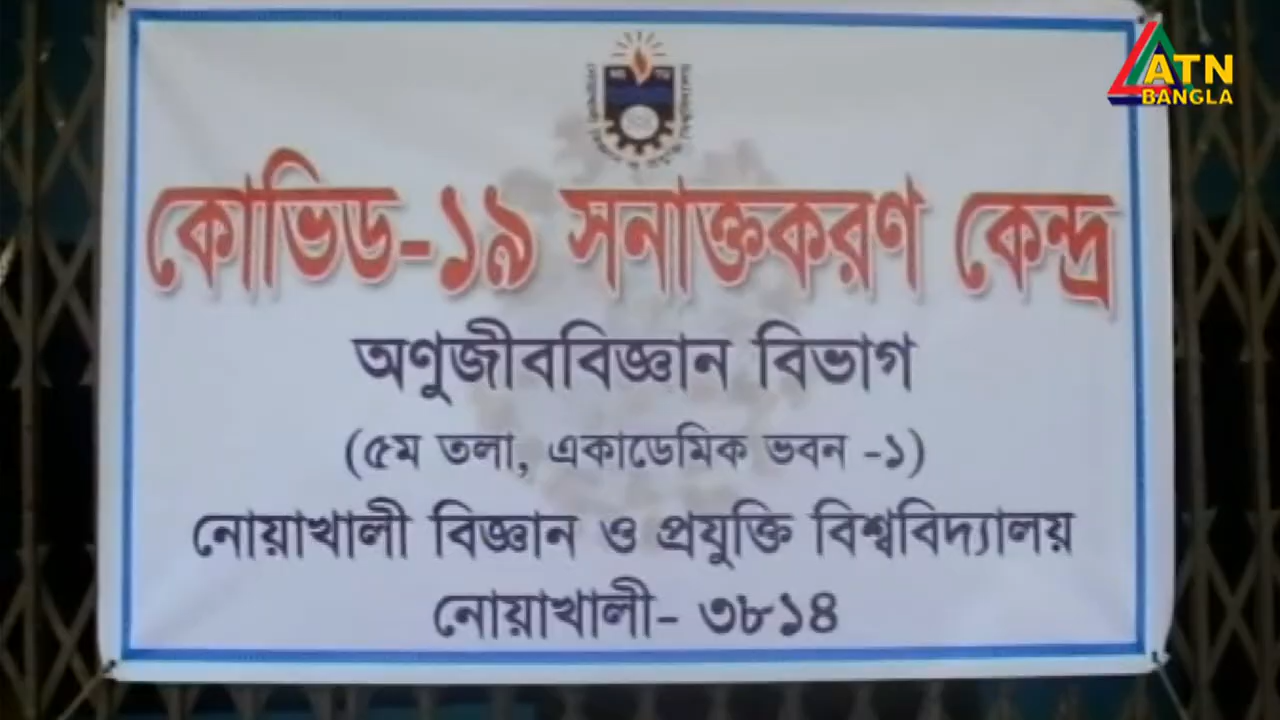 ATN
BANGLA
কোভিড-১৯ সনাক্তকরণ কেন্দ্র
অণুজীববিজ্ঞান বিভাগ
(৫ম তলা, একাডেমিক ভবন -১)
নোয়াখালী বিজ্ঞান ও প্রযুক্তি বিশ্ববিদ্যালয়
নোয়াখালী- ৩৮১৪